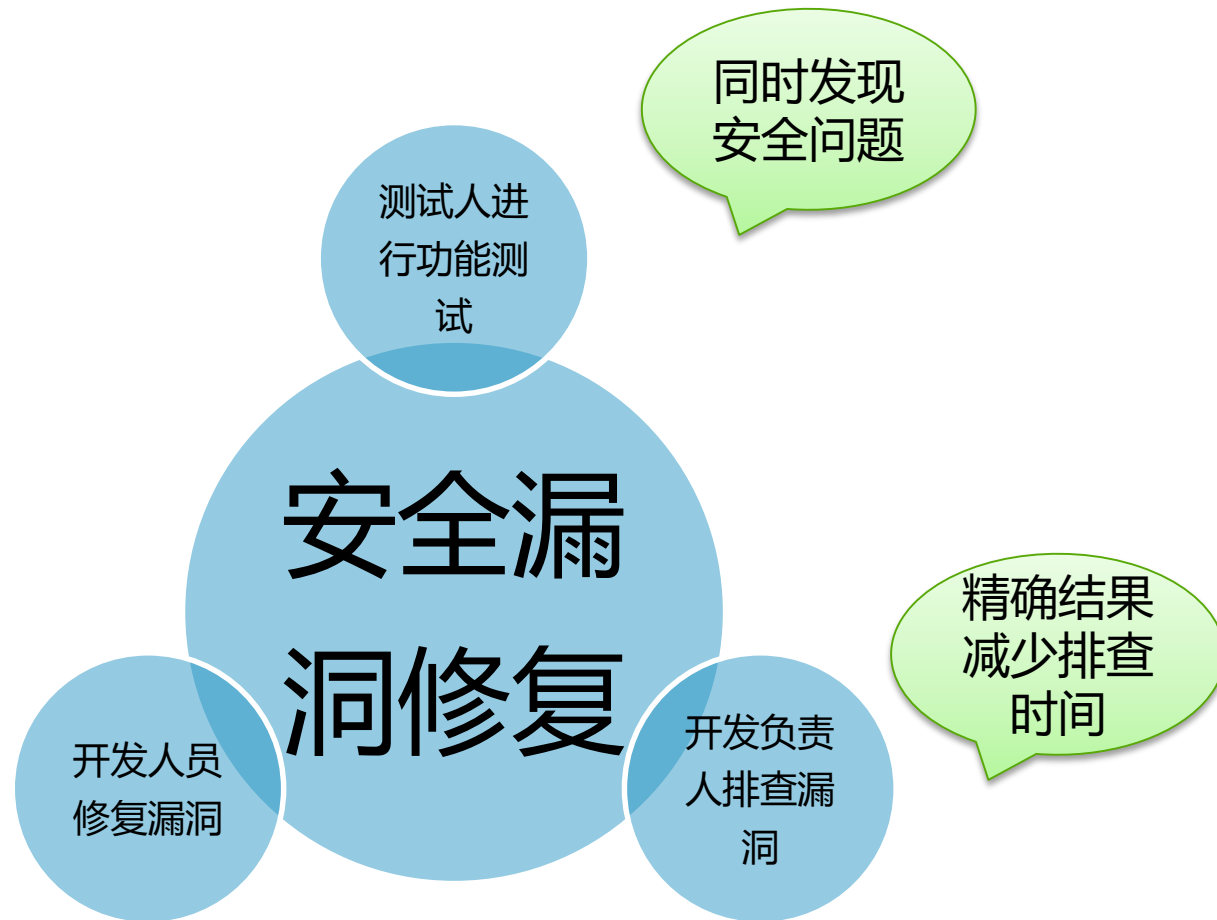 同时发现
安全问题
测试人进
行功能测
试
安全漏
洞修复
精确结果
减少排查
时间
开发人员
修复漏洞
开发负责
人排查漏
洞